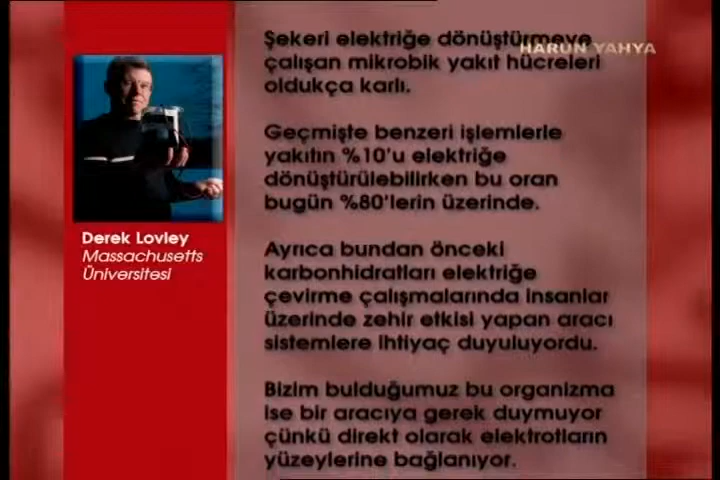 HARUN YAHYA
Şekeri elektriğe dönüştürmeye
çalışan mikrobik yakıt hücreleri
oldukça karlı.
Geçmişte benzeri işlemlerle
yakıtın %10'u elektriğe
dönüştürülebilirken bu oran
bugün %80'lerin üzerinde.
Ayrıca bundan önceki
karbonhidratları elektriğe
çevirme çalışmalarında insanlar
üzerinde zehir etkisi yapan aracı
sistemlere ihtiyaç duyuluyordu.
Bizim bulduğumuz bu organizma
ise bir aracıya gerek duymuyor
çünkü direkt olarak elektrotların
yüzeylerine bağlanıyor.
Derek Lovley
Massachusetts
Üniversitesi